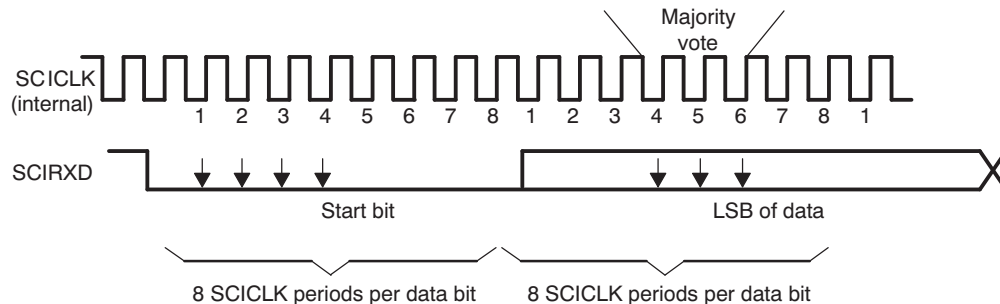 Majority
vote
SCICLK
(internal)
1 2 3 4 5 6 7 8 1 2 3 4 5 6 7 8 1
SCIRXD
Start bit
LSB of data
8 SCICLK periods per data bit
8 SCICLK periods per data bit